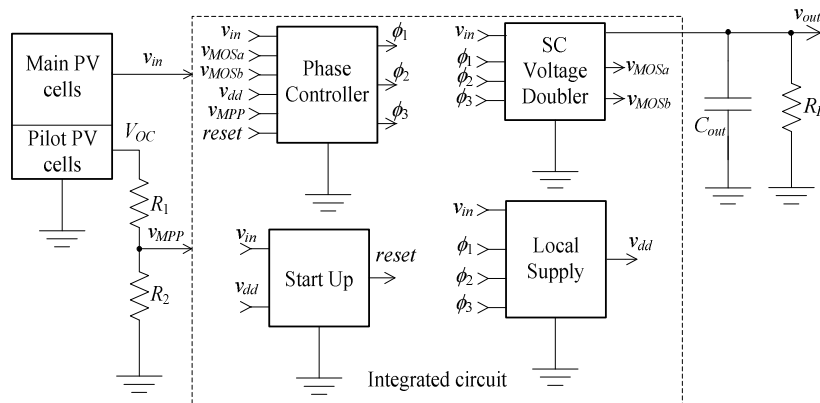 Main PV cells
Pilot PV cells
v_in
V_OC
R_1
v_MPP
R_2
v_in
v_MOSa
v_MOSb
v_dd
v_MPP
reset
Phase Controller
ϕ_1
ϕ_2
ϕ_3
v_in
ϕ_1
ϕ_2
ϕ_3
SC Voltage Doubler
v_MOSa
v_MOSb
v_out
C_out
v_in
v_dd
Start Up
reset
v_in
ϕ_1
ϕ_2
ϕ_3
Local Supply
v_dd
Integrated circuit